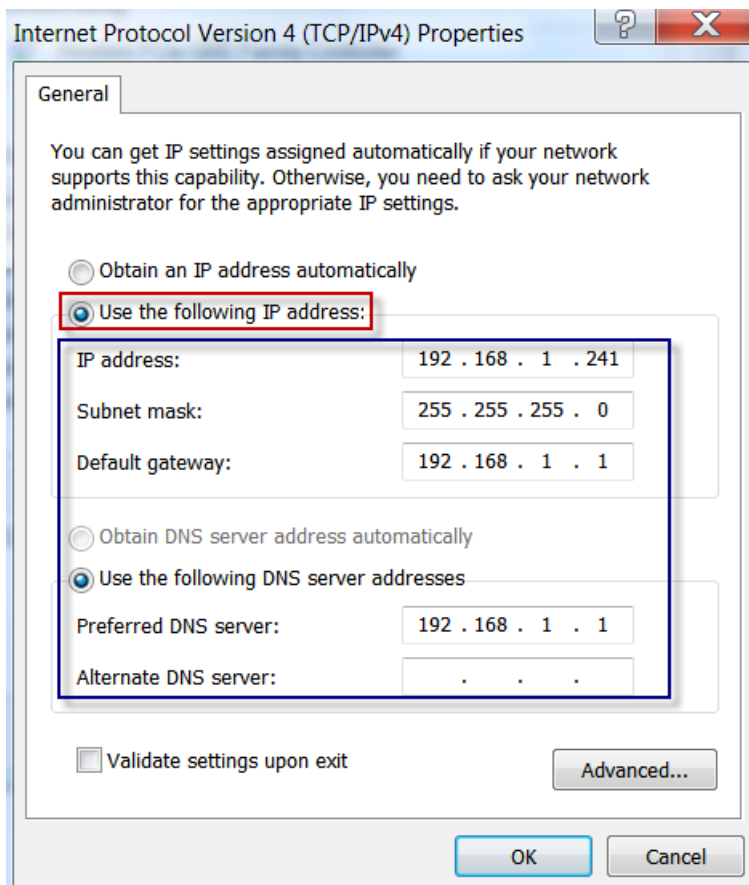 Internet Protocol Version 4 (TCP/IPv4) Properties
General
You can get IP settings assigned automatically if your network
supports this capability. Otherwise, you need to ask your network
administrator for the appropriate IP settings.
Obtain an IP address automatically
Use the following IP address:
IP address: 192 . 168 . 1 . 241
Subnet mask: 255 . 255 . 255 . 0
Default gateway: 192 . 168 . 1 . 1
Obtain DNS server address automatically
Use the following DNS server addresses
Preferred DNS server: 192 . 168 . 1 . 1
Alternate DNS server: . . .
Validate settings upon exit
Advanced...
OK Cancel